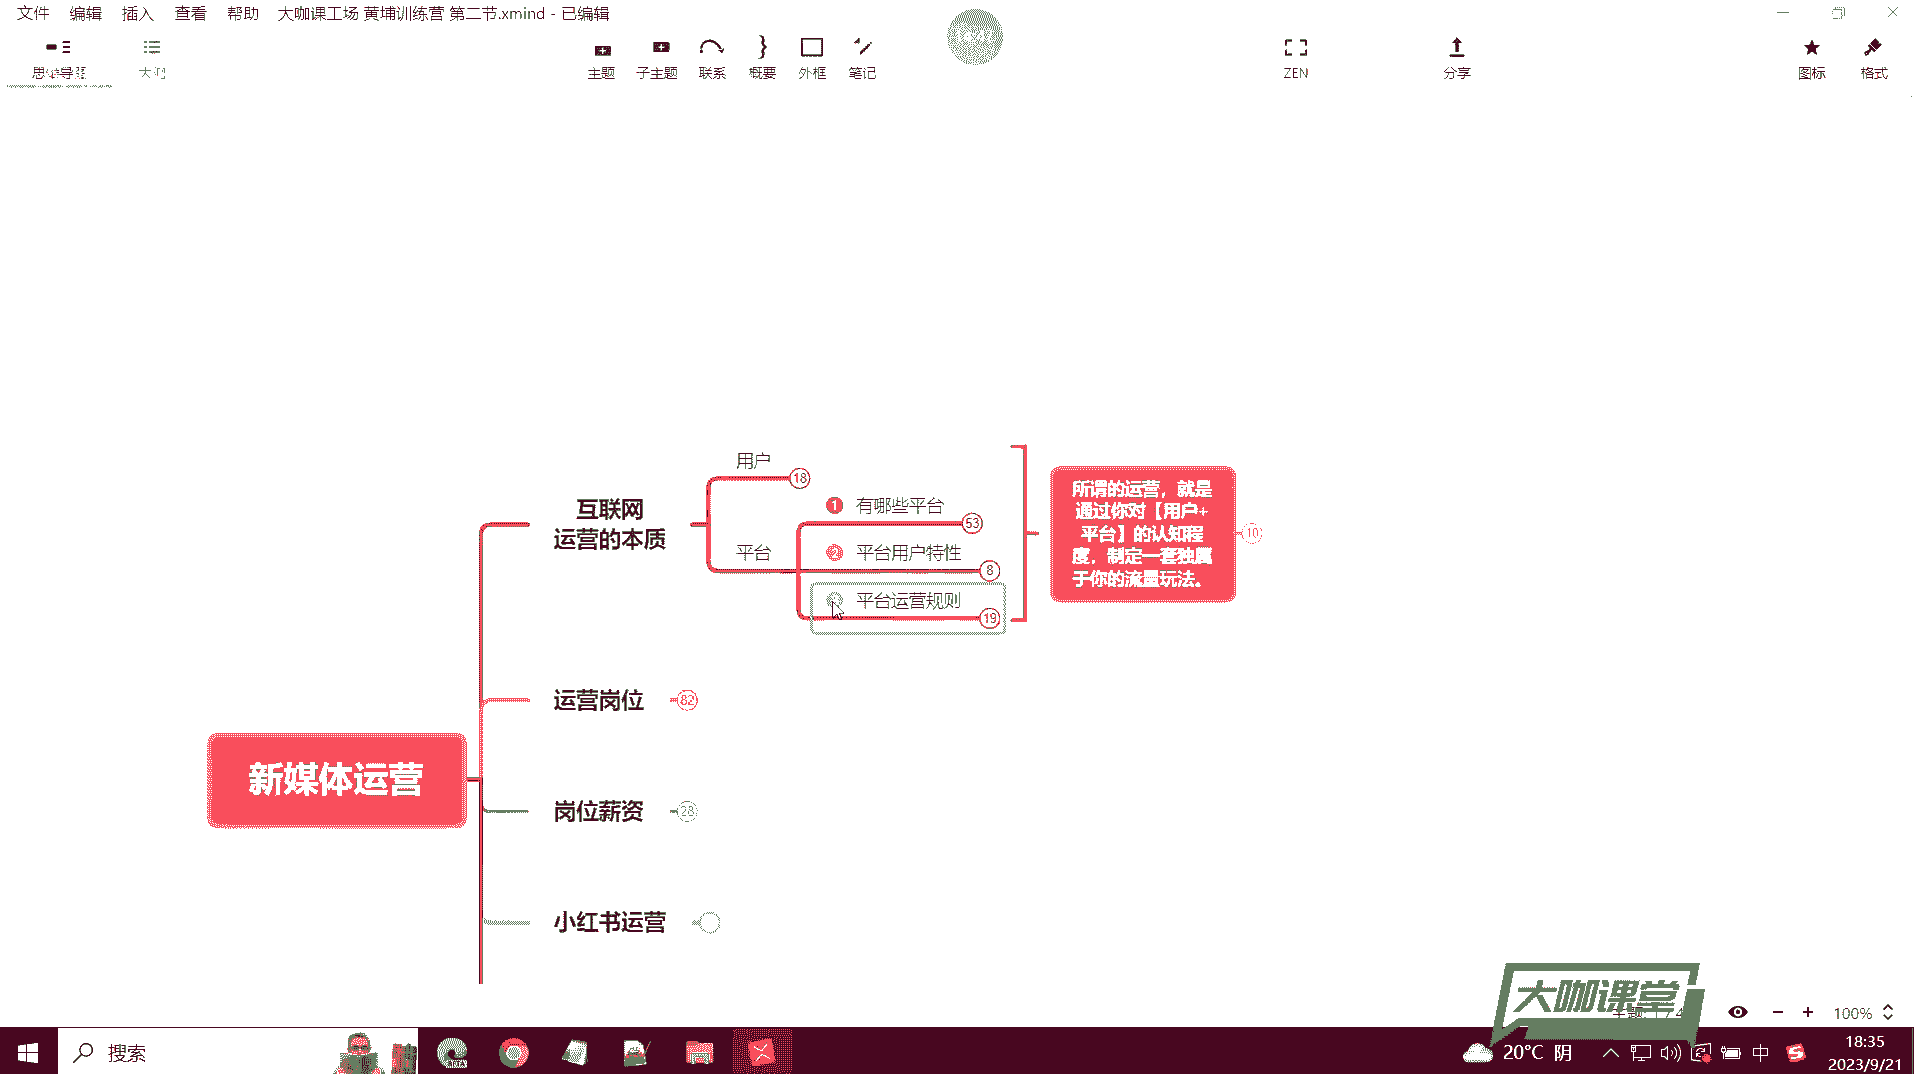 文件 编辑 插入 查看 帮助 大咖课工场 黄埔训练营 第二节.xmind - 已编辑
思维导图 大纲 主题 子主题 联系 概要 外框 笔记 ZEN 分享 图标 格式
用户
18
1 有哪些平台
53
互联网
运营的本质
平台
2 平台用户特性
8
平台运营规则
19
所谓的运营，就是
通过你对【用户+
平台】的认知程
度，制定一套独属
于你的流量玩法。
10
运营岗位
82
新媒体运营
岗位薪资
28
小红书运营
大咖课堂
100%
搜索
20°C 阴
中
18:35
2023/9/21